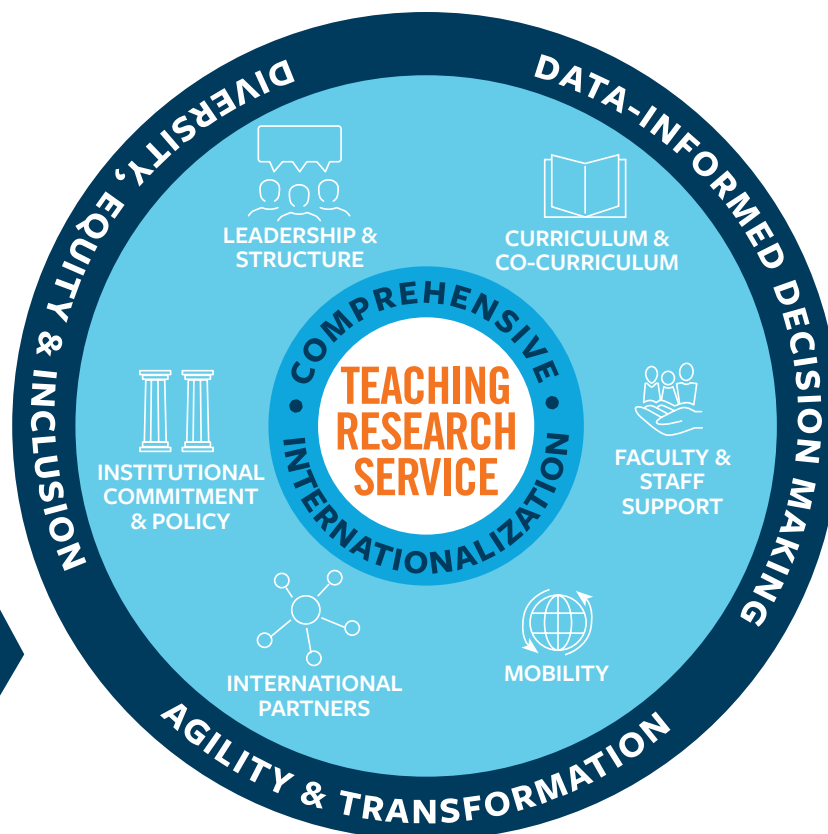 DIVERSITY, EQUITY & INCLUSION
DATA-INFORMED DECISION MAKING
AGILITY & TRANSFORMATION
LEADERSHIP &
STRUCTURE
CURRICULUM &
CO-CURRICULUM
INSTITUTIONAL
COMMITMENT
& POLICY
• COMPREHENSIVE •
INTERNATIONALIZATION
TEACHING
RESEARCH
SERVICE
FACULTY &
STAFF
SUPPORT
INTERNATIONAL
PARTNERS
MOBILITY